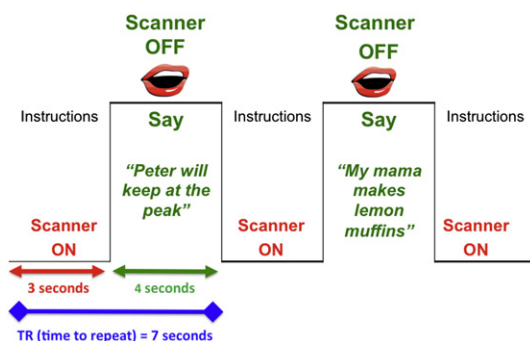 Scanner
OFF
Scanner
OFF
Instructions
Say
Instructions
Say
Instructions
“Peter will
keep at the
peak”
“My mama
makes
lemon
muffins”
Scanner
ON
Scanner
ON
Scanner
ON
3 seconds
4 seconds
TR (time to repeat) = 7 seconds